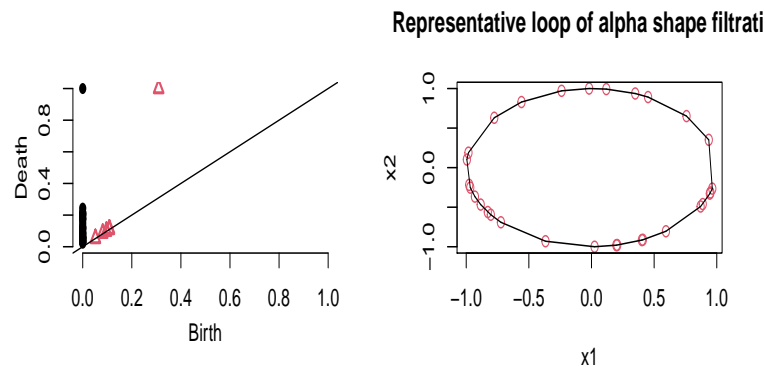 Representative loop of alpha shape filtrati
Death
0.0 0.4 0.8
0.0 0.2 0.4 0.6 0.8 1.0
Birth
x2
−1.0 0.0 1.0
−1.0 −0.5 0.0 0.5 1.0
x1